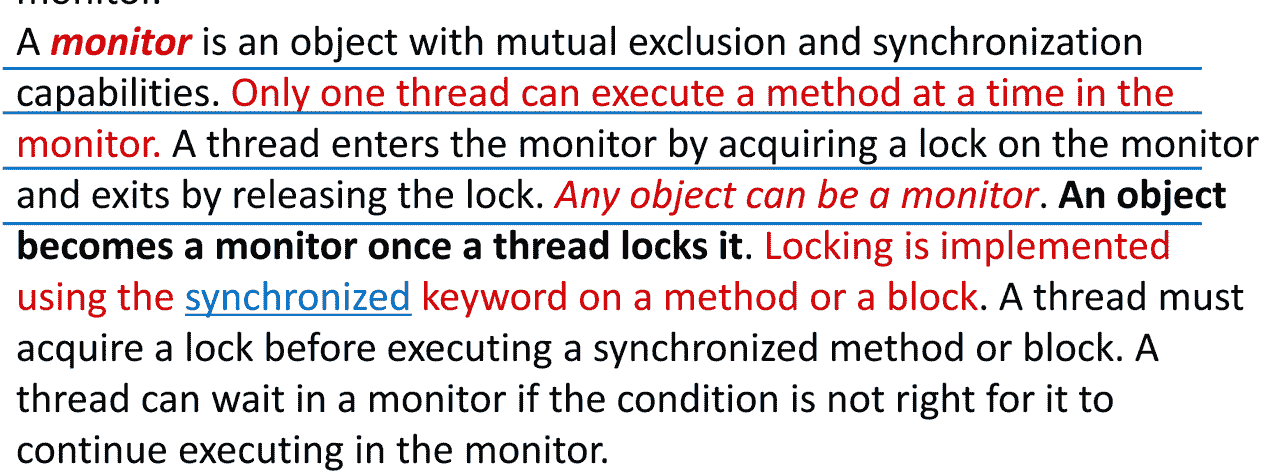 monitor.
A monitor is an object with mutual exclusion and synchronization
capabilities. Only one thread can execute a method at a time in the
monitor. A thread enters the monitor by acquiring a lock on the monitor
and exits by releasing the lock. Any object can be a monitor. An object
becomes a monitor once a thread locks it. Locking is implemented
using the synchronized keyword on a method or a block. A thread must
acquire a lock before executing a synchronized method or block. A
thread can wait in a monitor if the condition is not right for it to
continue executing in the monitor.